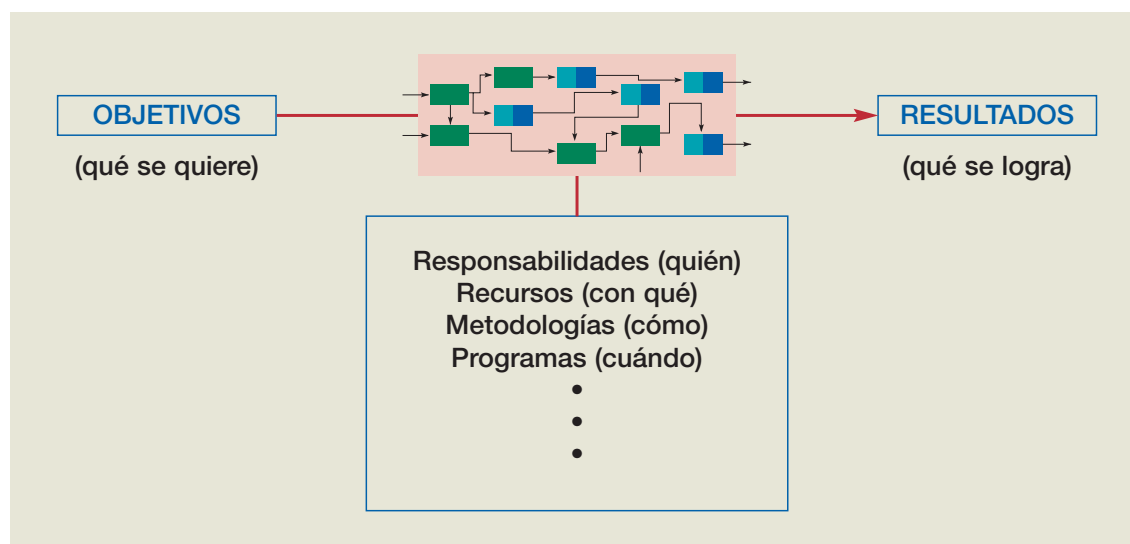 OBJETIVOS
(qué se quiere)
RESULTADOS
(qué se logra)
Responsabilidades (quién)
Recursos (con qué)
Metodologías (cómo)
Programas (cuándo)
•
•
•